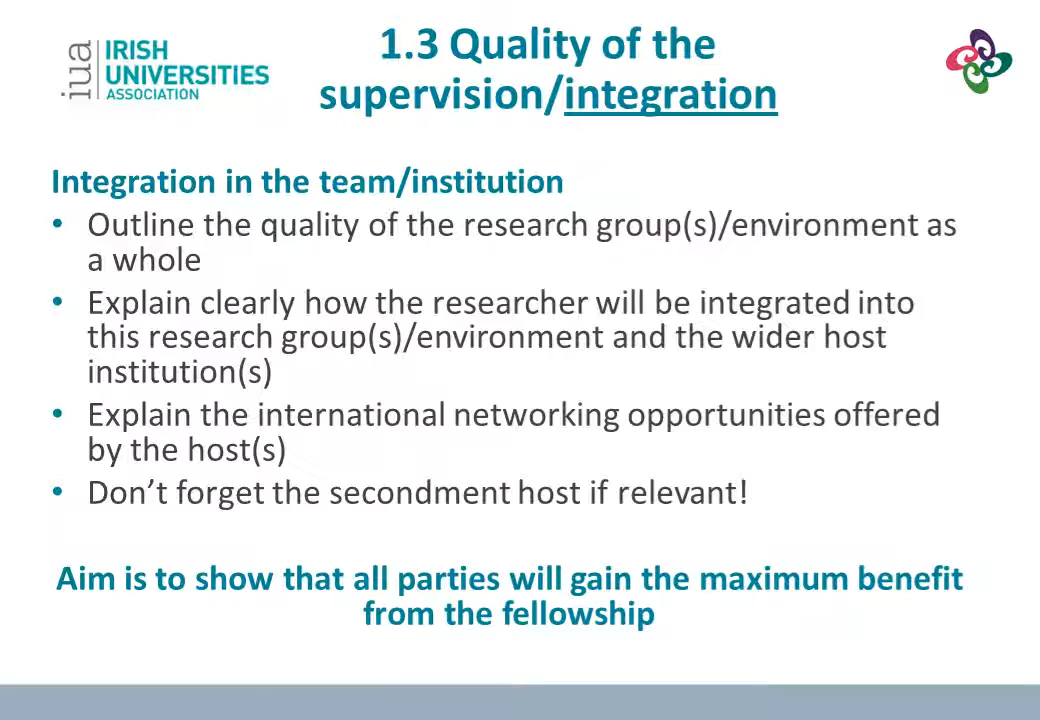 iua
IRISH
UNIVERSITIES
ASSOCIATION
1.3 Quality of the
supervision/integration
Integration in the team/institution
• Outline the quality of the research group(s)/environment as
a whole
• Explain clearly how the researcher will be integrated into
this research group(s)/environment and the wider host
institution(s)
• Explain the international networking opportunities offered
by the host(s)
• Don’t forget the secondment host if relevant!
Aim is to show that all parties will gain the maximum benefit
from the fellowship